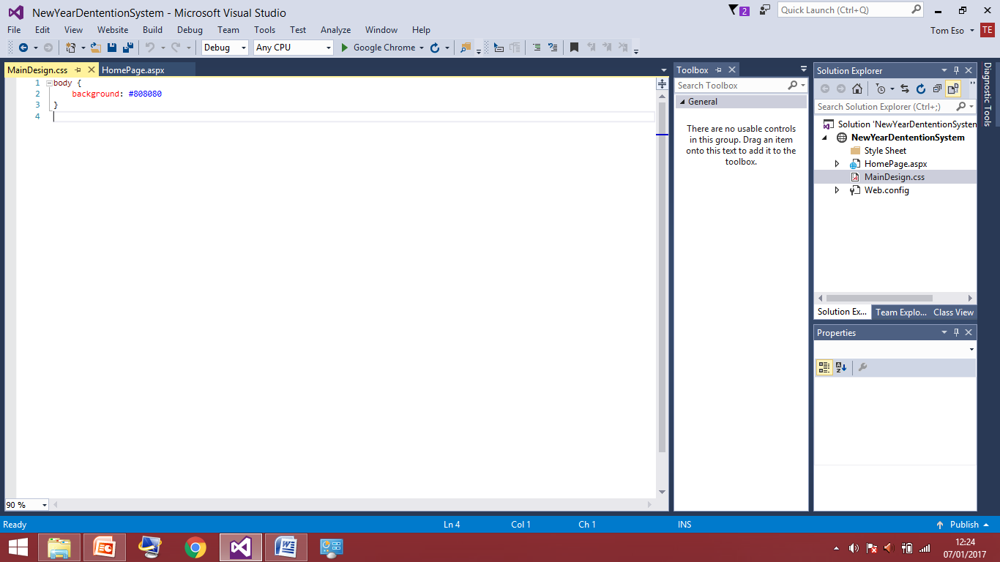 NewYearDententionSystem - Microsoft Visual Studio
2
Quick Launch (Ctrl+Q)
File Edit View Website Build Debug Team Tools Test Analyze Window Help
Tom Eso TE
Debug Any CPU Google Chrome
MainDesign.css HomePage.aspx
1 body {
2 background: #808080
3 }
4
90 %
Toolbox
Search Toolbox
General
There are no usable controls
in this group. Drag an item
onto this text to add it to the
toolbox.
Solution Explorer
Search Solution Explorer (Ctrl+;)
Solution 'NewYearDententionSysten
NewYearDententionSystem
Style Sheet
HomePage.aspx
MainDesign.css
Web.config
Solution Ex... Team Explo... Class View
Properties
Diagnostic Tools
Ready Ln 4 Col 1 Ch 1 INS Publish
12:24
07/01/2017